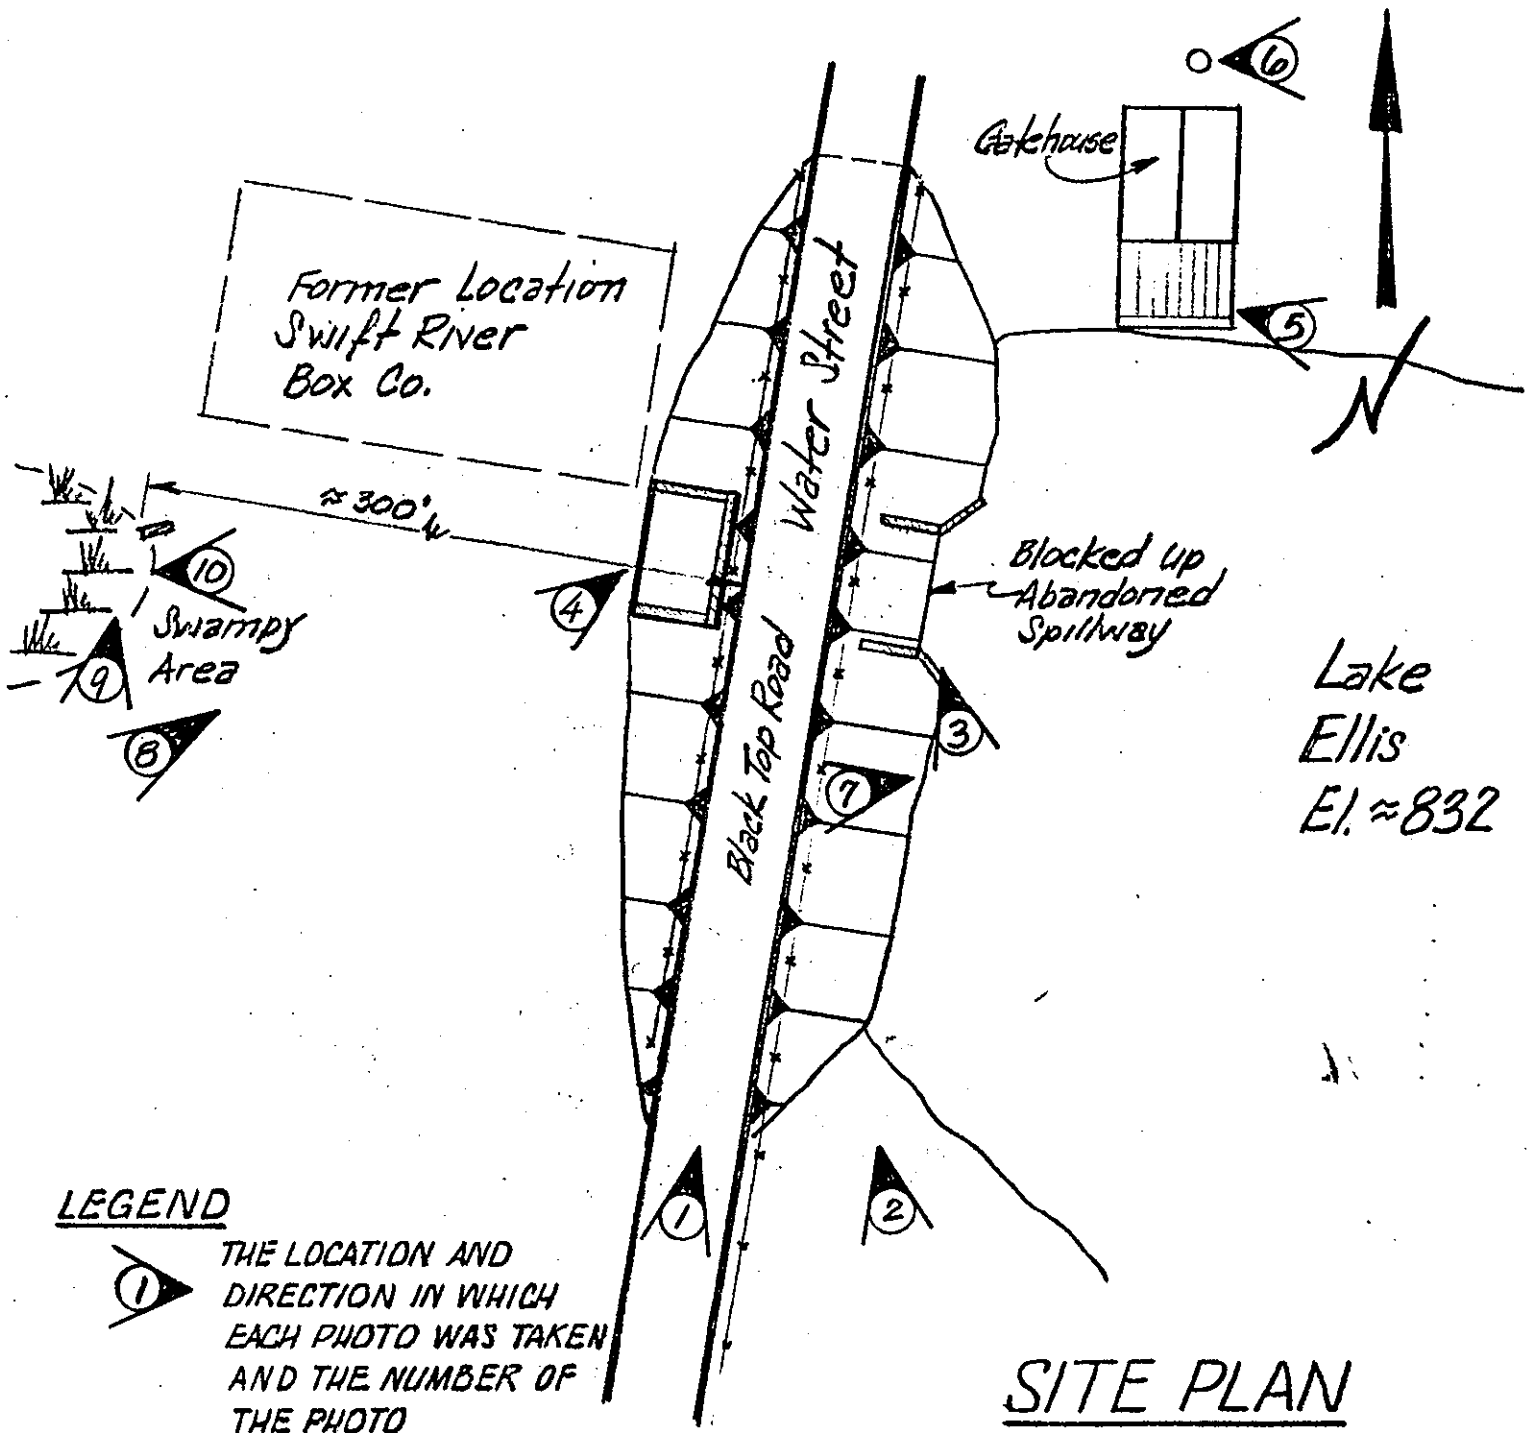 6
Gatehouse
5
N
Former Location
Swift River
Box Co.
Water Street
≈ 300'
10
4
Blocked up
Abandoned
Spillway
Swampy
Area
9
8
3
7
Black Top Road
Lake
Ellis
El. ≈ 832
1
2
LEGEND
1
THE LOCATION AND
DIRECTION IN WHICH
EACH PHOTO WAS TAKEN
AND THE NUMBER OF
THE PHOTO
SITE PLAN